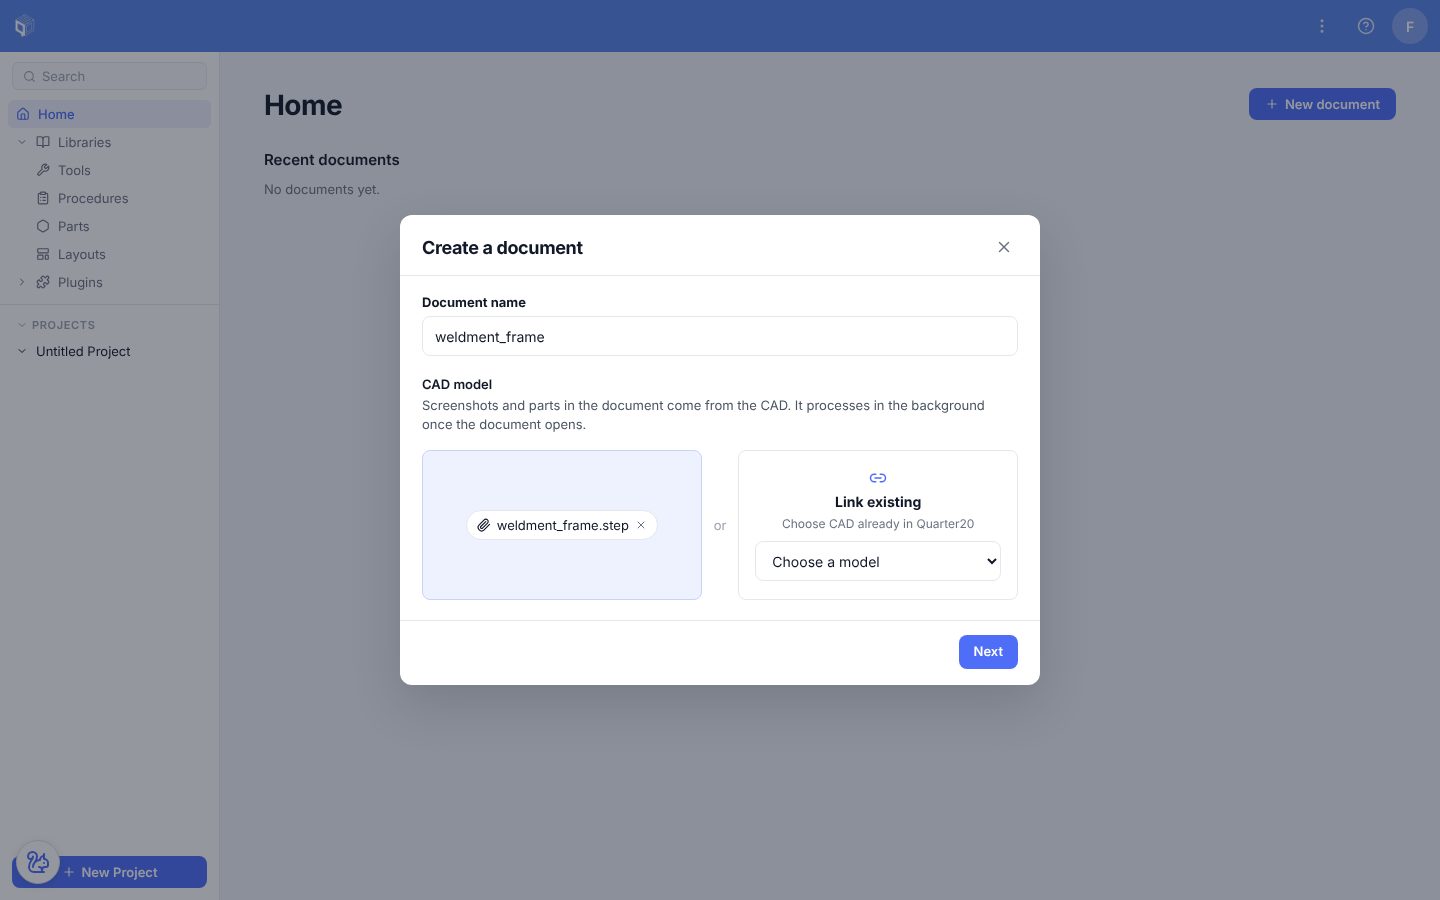 F
Search
Home
Libraries
Tools
Procedures
Parts
Layouts
Plugins
PROJECTS
Untitled Project
New Project
Home
New document
Recent documents
No documents yet.
Create a document
Document name
weldment_frame
CAD model
Screenshots and parts in the document come from the CAD. It processes in the background
once the document opens.
weldment_frame.step
or
Link existing
Choose CAD already in Quarter20
Choose a model
Next